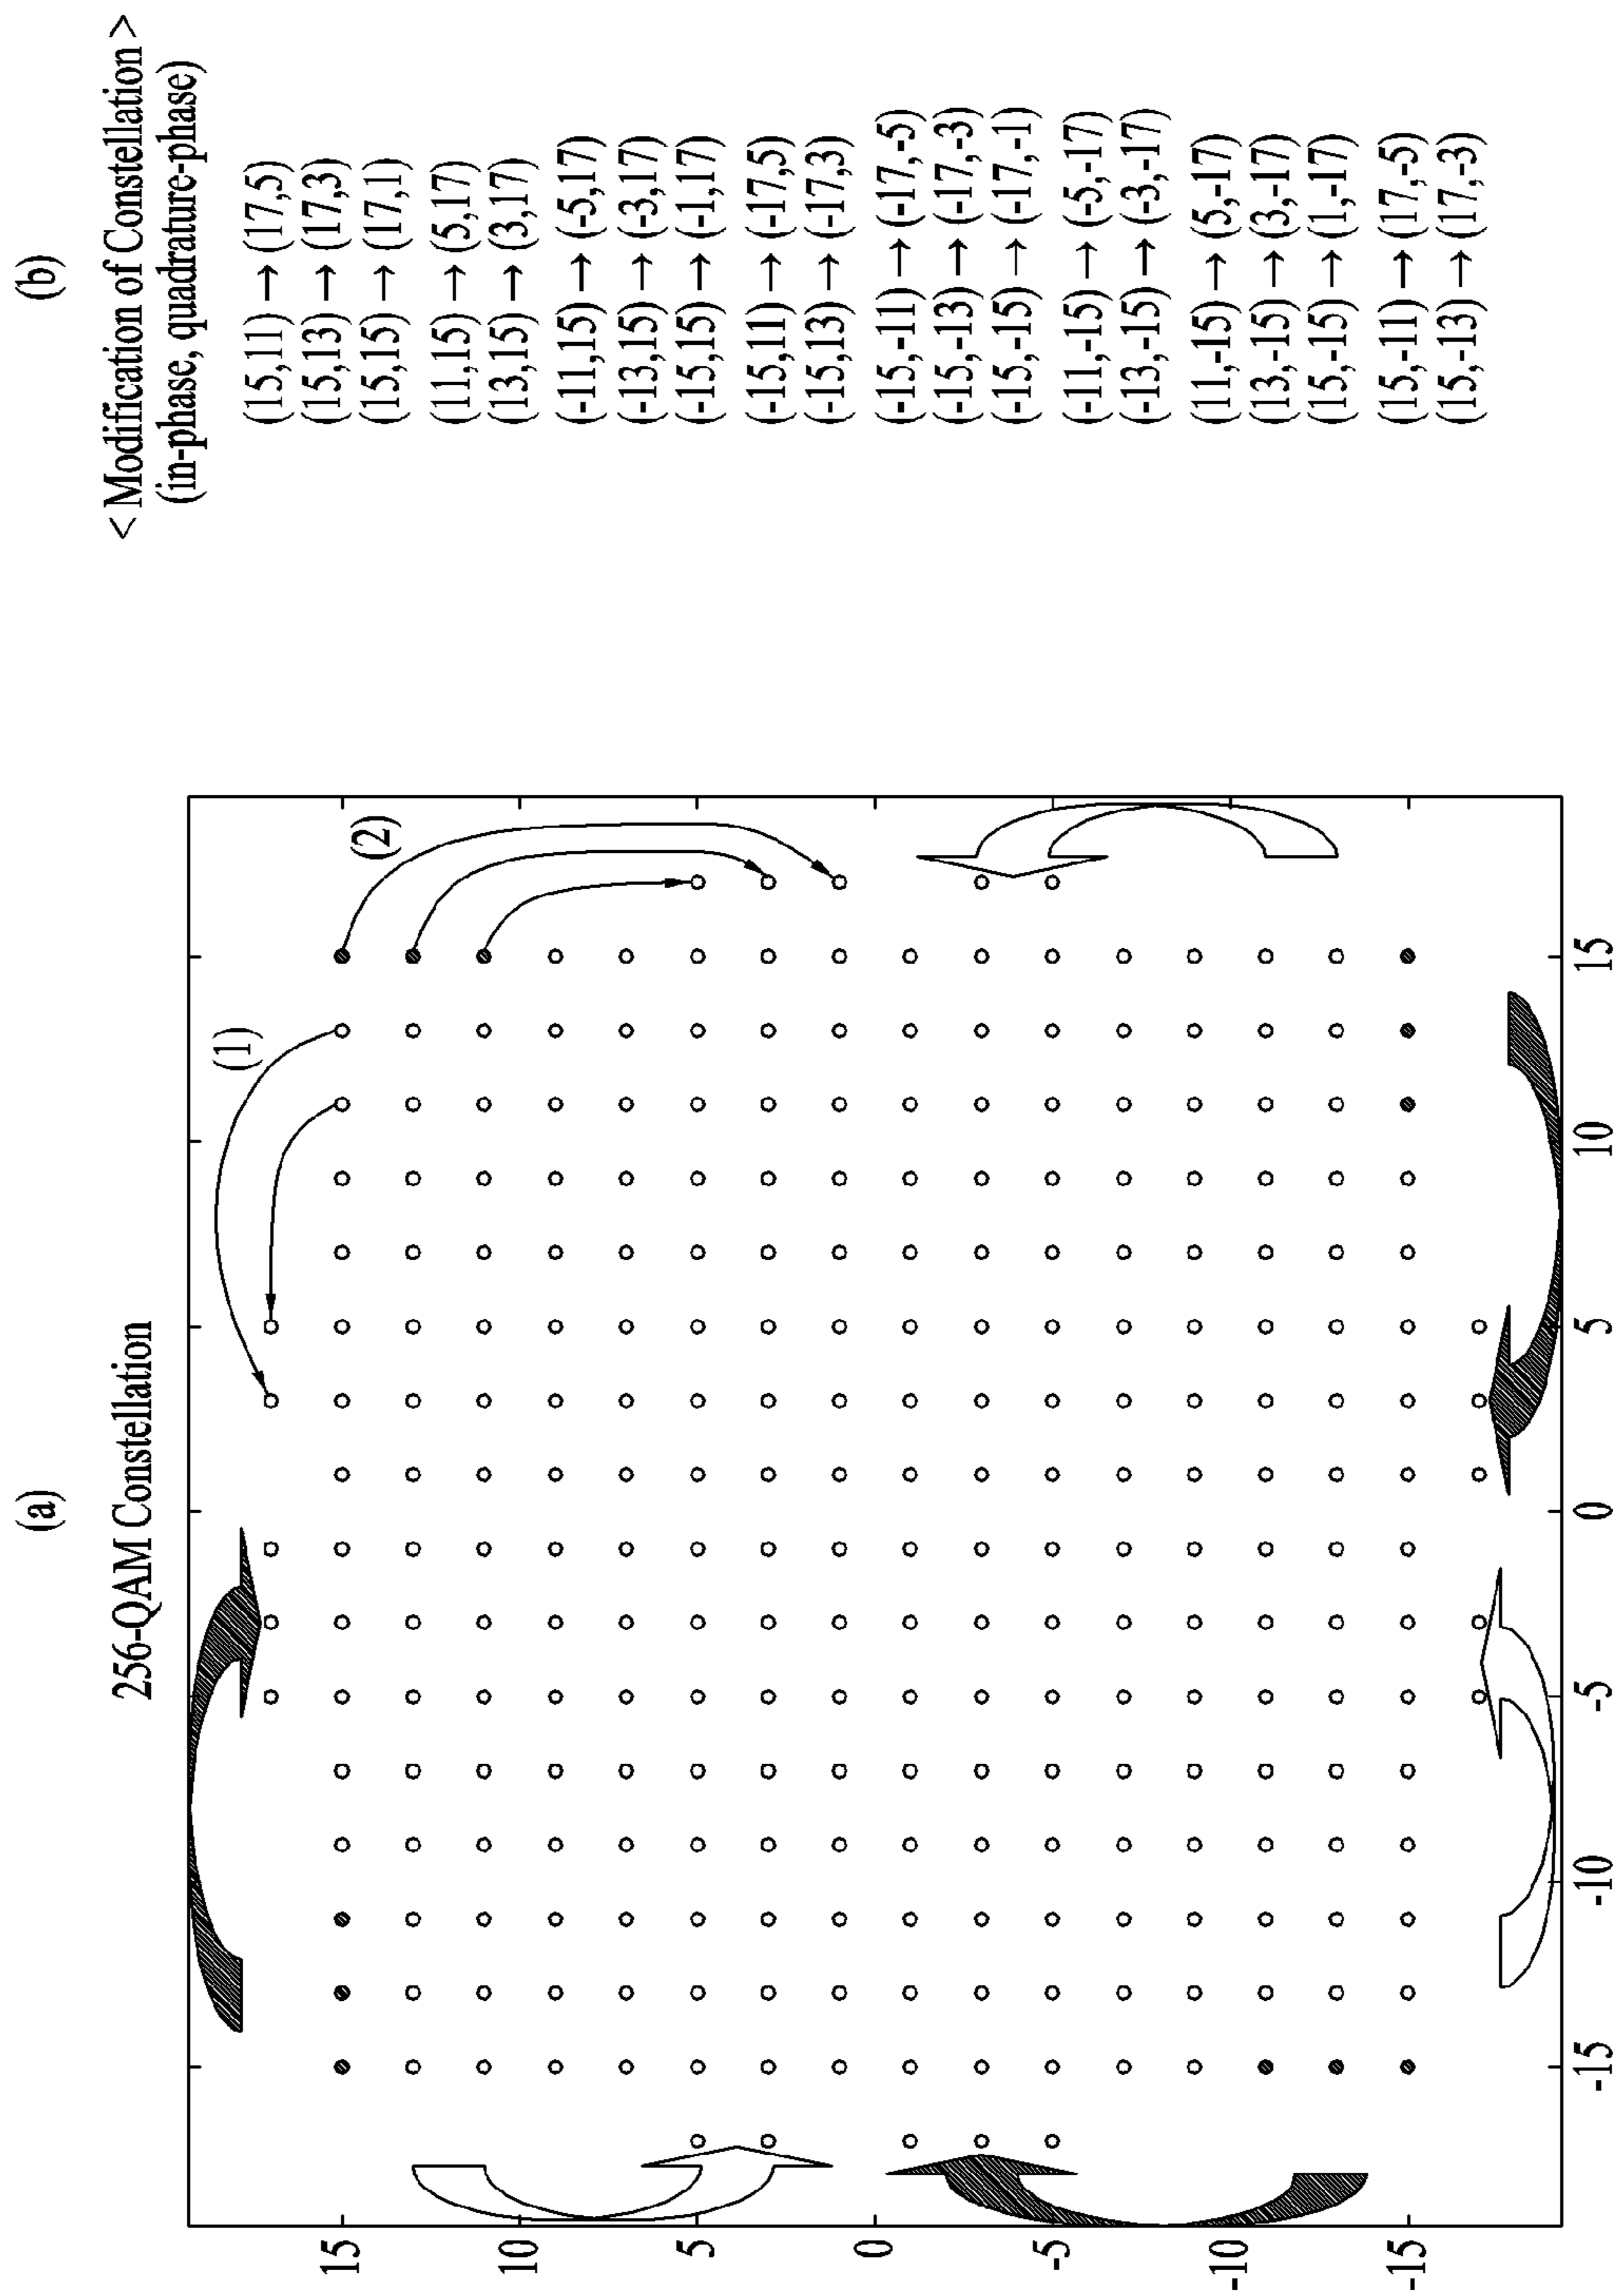 (a)
256-QAM Constellation
(1)
(2)
15
10
5
0
-5
-10
-15
-15
-10
-5
0
5
10
15
(b)
<Modification of Constellation>
(in-phase, quadrature-phase)
(15,11) → (17,5)
(15,13) → (17,3)
(15,15) → (17,1)
(11,15) → (5,17)
(13,15) → (3,17)
(-11,15) → (-5,17)
(-13,15) → (-3,17)
(-15,15) → (-1,17)
(-15,11) → (-17,5)
(-15,13) → (-17,3)
(-15,-11) → (-17,-5)
(-15,-13) → (-17,-3)
(-15,-15) → (-17,-1)
(-11,-15) → (-5,-17)
(-13,-15) → (-3,-17)
(11,-15) → (5,-17)
(13,-15) → (3,-17)
(15,-15) → (1,-17)
(15,-11) → (17,-5)
(15,-13) → (17,-3)